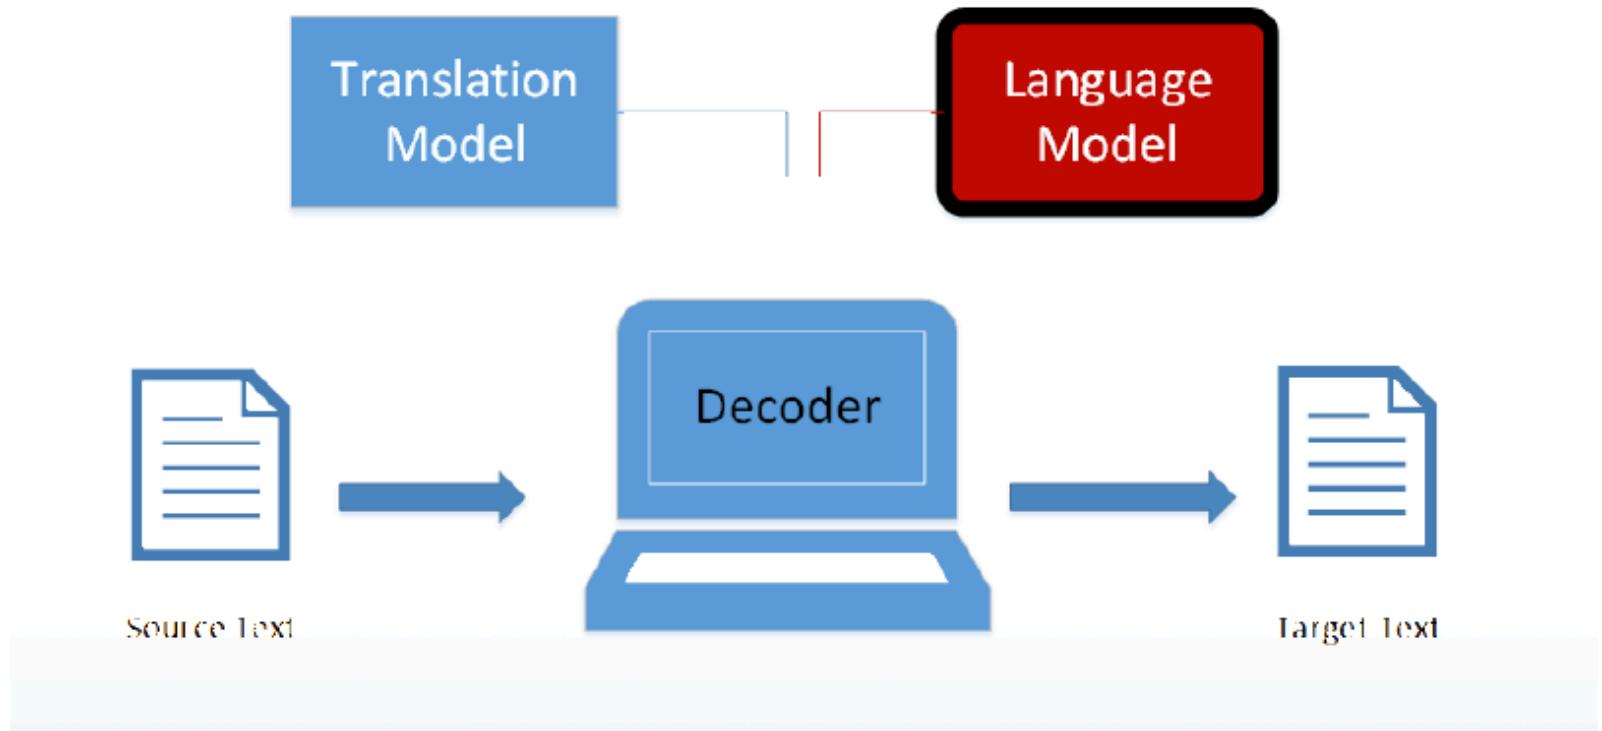 Translation
Model
Language
Model
Decoder
Source Text
Target Text